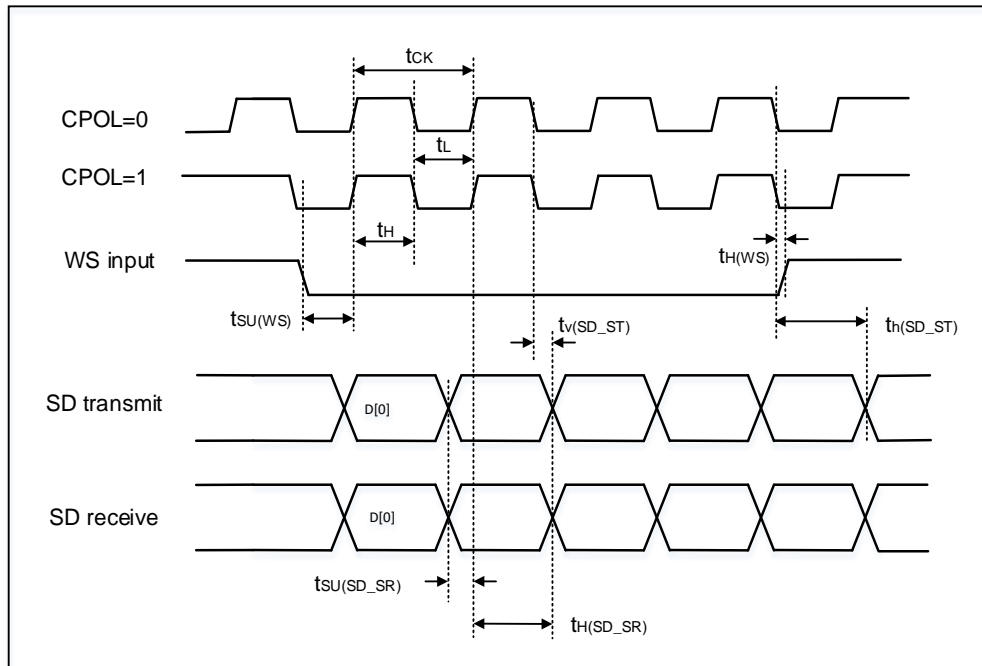 tCK
CPOL=0
tL
CPOL=1
tH
tH(WS)
WS input
tSU(WS)
tv(SD_ST)
th(SD_ST)
SD transmit
D[0]
SD receive
D[0]
tSU(SD_SR)
tH(SD_SR)